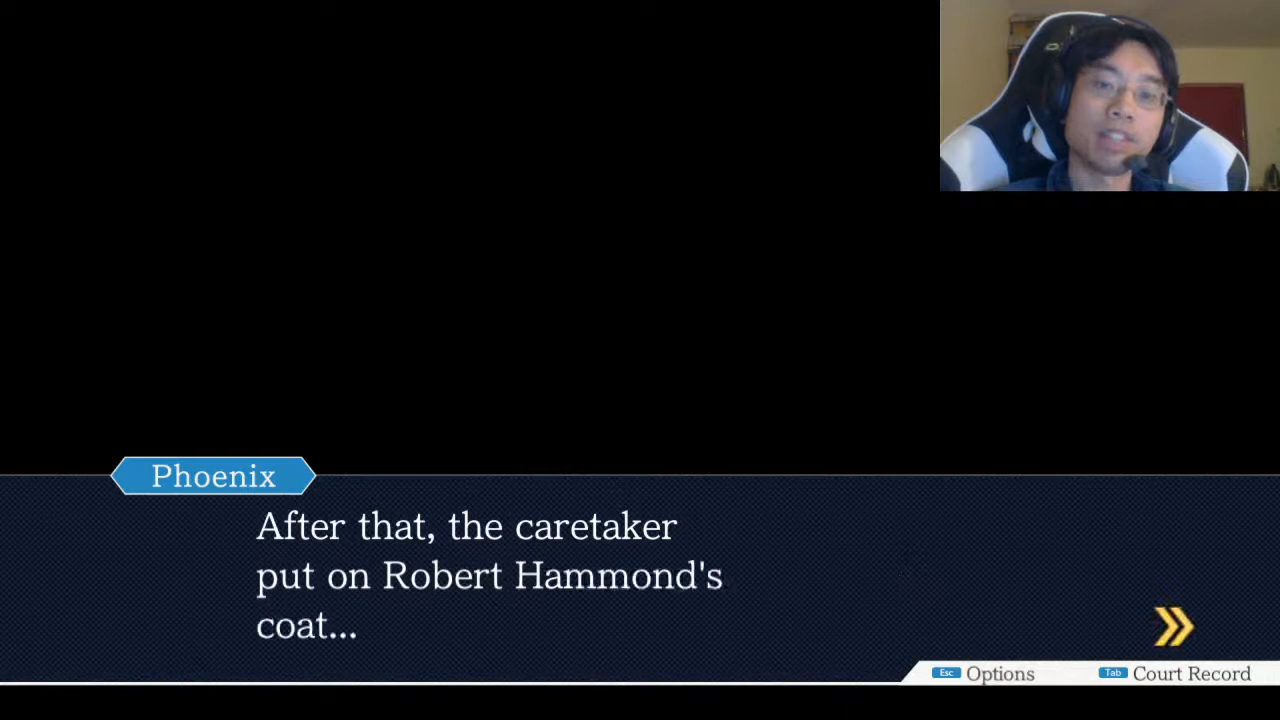 Phoenix
After that, the caretaker
put on Robert Hammond's
coat...
Esc Options
Tab Court Record